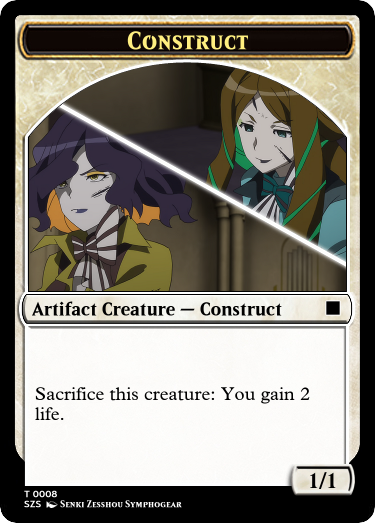 Construct
Artifact Creature — Construct
Sacrifice this creature: You gain 2
life.
1/1
T 0008
SZS Senki Zesshou Symphogear